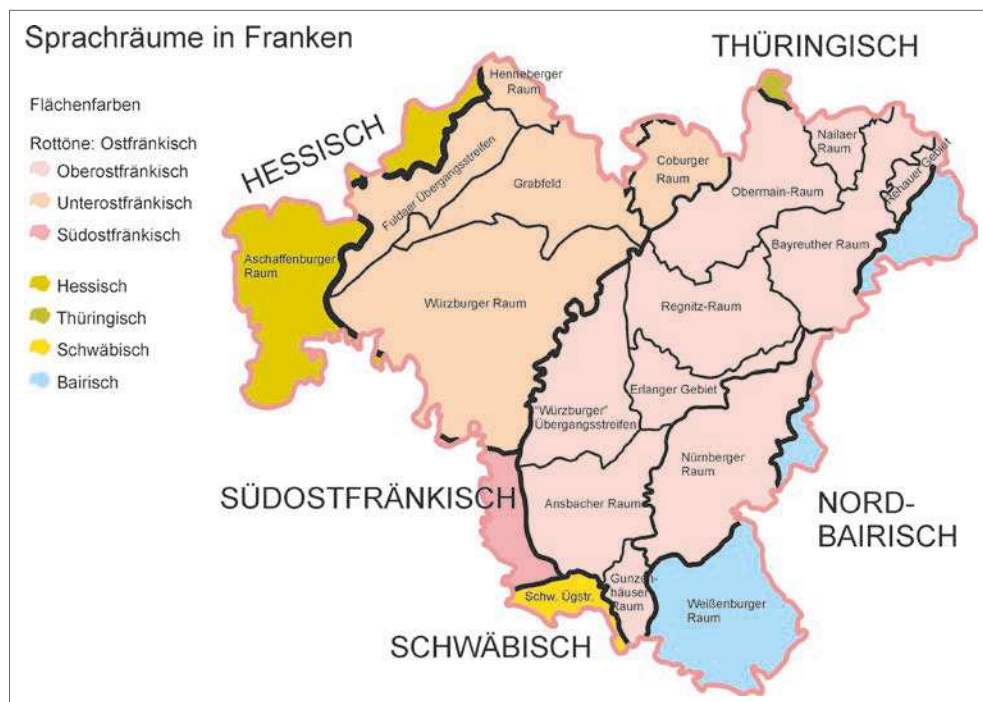 Sprachräume in Franken
Flächenfarben
Rottöne: Ostfränkisch
Oberostfränkisch
Unterostfränkisch
Südostfränkisch
Hessisch
Thüringisch
Schwäbisch
Bairisch
THÜRINGISCH
HESSISCH
SÜDOSTFRÄNKISCH
SCHWÄBISCH
NORD-
BAIRISCH
Henneberger
Raum
Fuldaer Übergangsstreifen
Grabfeld
Coburger
Raum
Obermain-Raum
Nailaer
Raum
Rehauer Gebiet
Aschaffenburger
Raum
Bayreuther Raum
Würzburger Raum
Regnitz-Raum
Erlanger Gebiet
"Würzburger"
Übergangsstreifen
Nürnberger
Raum
Ansbacher Raum
Gunzen-
häuser
Raum
Schw. Ügstr.
Weißenburger
Raum